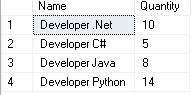 Name Quantity
1 Developer .Net 10
2 Developer C# 5
3 Developer Java 8
4 Developer Python 14